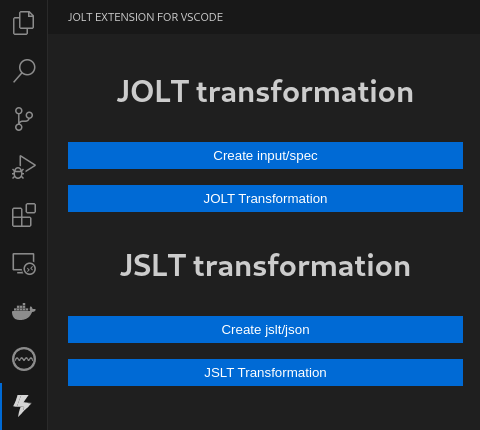 JOLT EXTENSION FOR VSCODE
JOLT transformation
Create input/spec
JOLT Transformation
JSLT transformation
Create jslt/json
JSLT Transformation